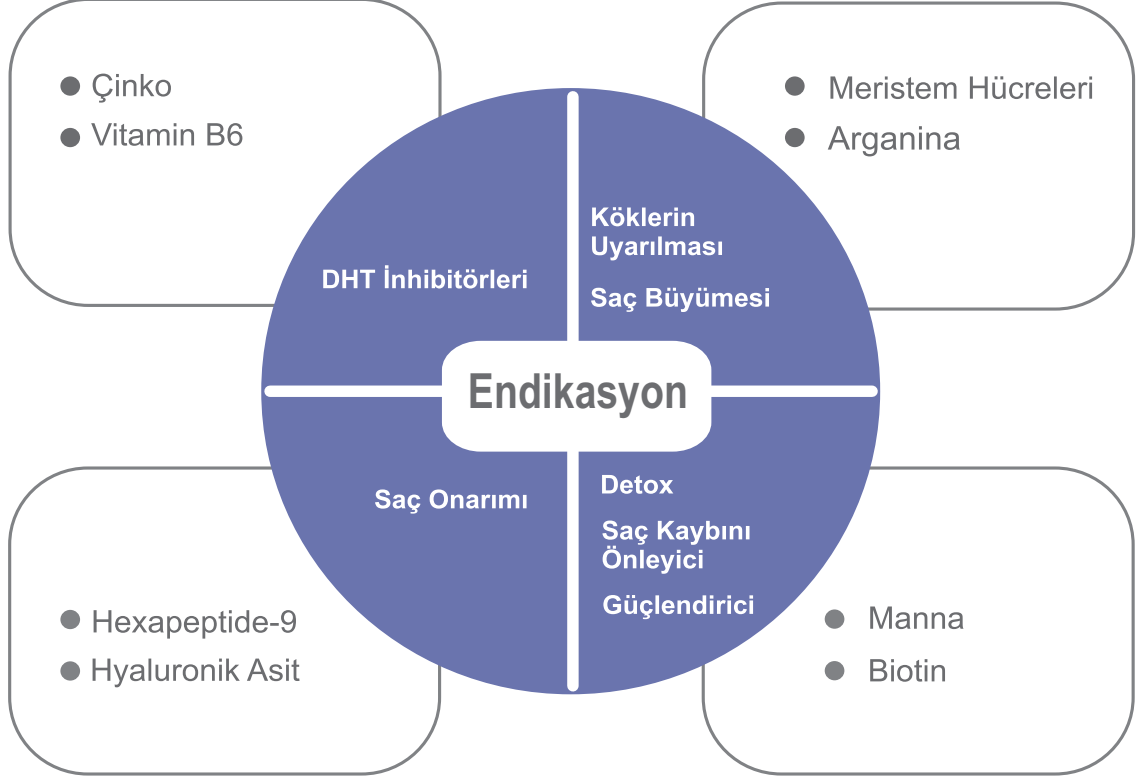 Çinko
Vitamin B6
Meristem Hücreleri
Arganina
DHT İnhibitörleri
Köklerin
Uyarılması
Saç Büyümesi
Endikasyon
Saç Onarımı
Detox
Saç Kaybını
Önleyici
Güçlendirici
Hexapeptide-9
Hyaluronik Asit
Manna
Biotin